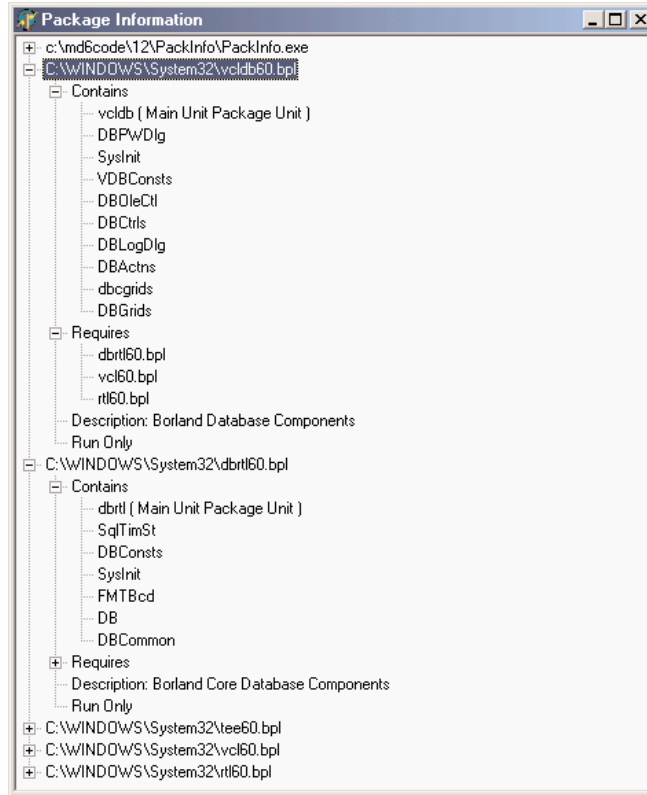 Package Information
c:\md6code\12\PackInfo\PackInfo.exe
C:\WINDOWS\System32\vcldb60.bpl
Contains
vcldb ( Main Unit Package Unit )
DBPWDlg
SysInit
VDBConsts
DBOleCtl
DBCtrls
DBLogDlg
DBActns
dbcgrids
DBGrids
Requires
dbrtl60.bpl
vcl60.bpl
rtl60.bpl
Description: Borland Database Components
Run Only
C:\WINDOWS\System32\dbrtl60.bpl
Contains
dbrtl ( Main Unit Package Unit )
SqlTimSt
DBConsts
SysInit
FMTBcd
DB
DBCommon
Requires
Description: Borland Core Database Components
Run Only
C:\WINDOWS\System32\tee60.bpl
C:\WINDOWS\System32\vcl60.bpl
C:\WINDOWS\System32\rtl60.bpl